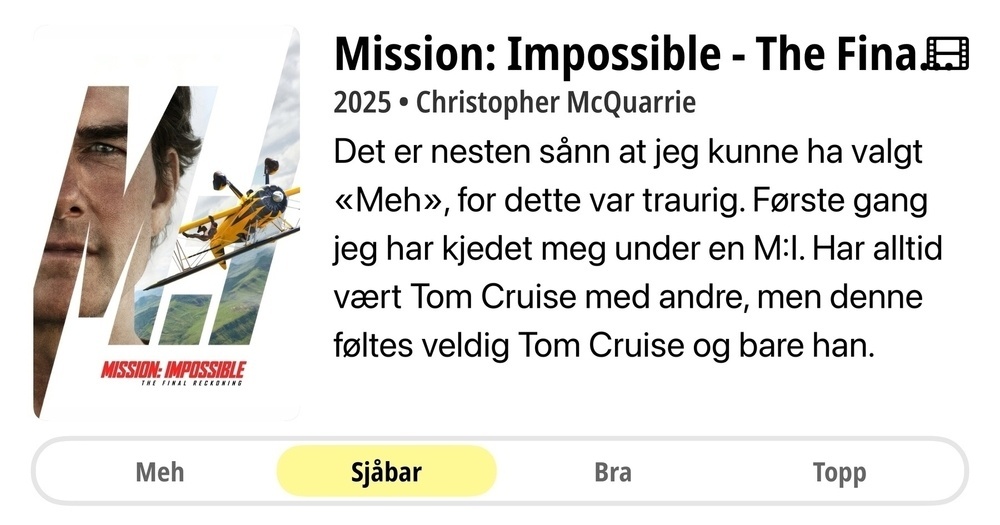 Mission: Impossible - The Fina...
2025 • Christopher McQuarrie
Det er nesten sånn at jeg kunne ha valgt
«Meh», for dette var traurig. Første gang
jeg har kjedet meg under en M:I. Har alltid
vært Tom Cruise med andre, men denne
føltes veldig Tom Cruise og bare han.
M:I
MISSION: IMPOSSIBLE
THE FINAL RECKONING
Meh
Sjåbar
Bra
Topp